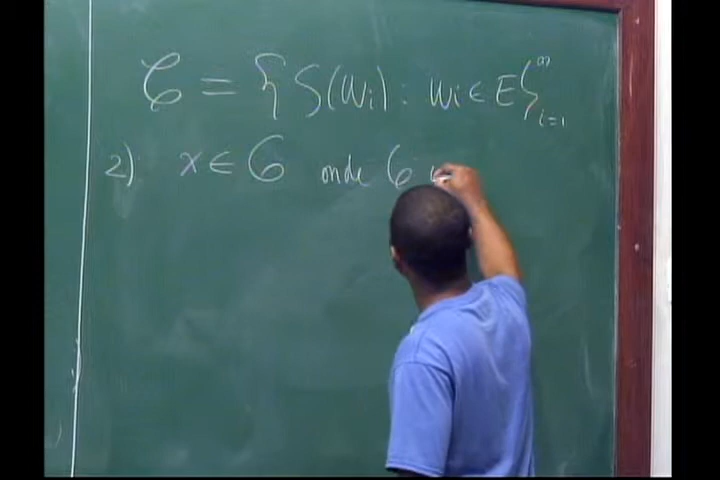 C = { S(Wi) : Wi ∈ E }∞i=1
2) x ∈ G onde G